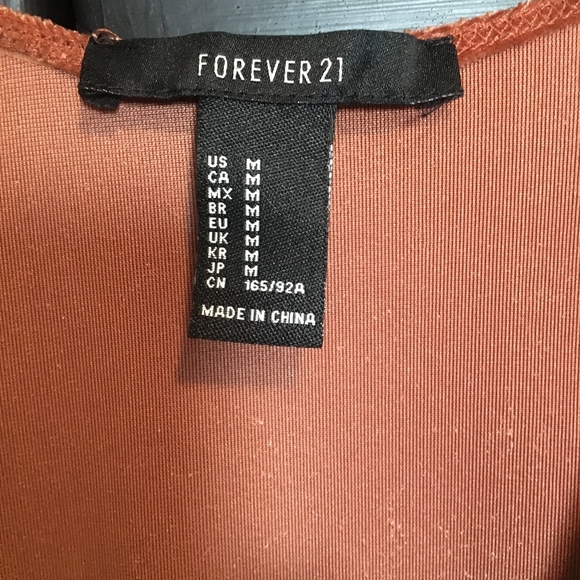 FOREVER 21
US M
CA M
MX M
BR M
EU M
UK M
KR M
JP M
CN 165/92A
MADE IN CHINA